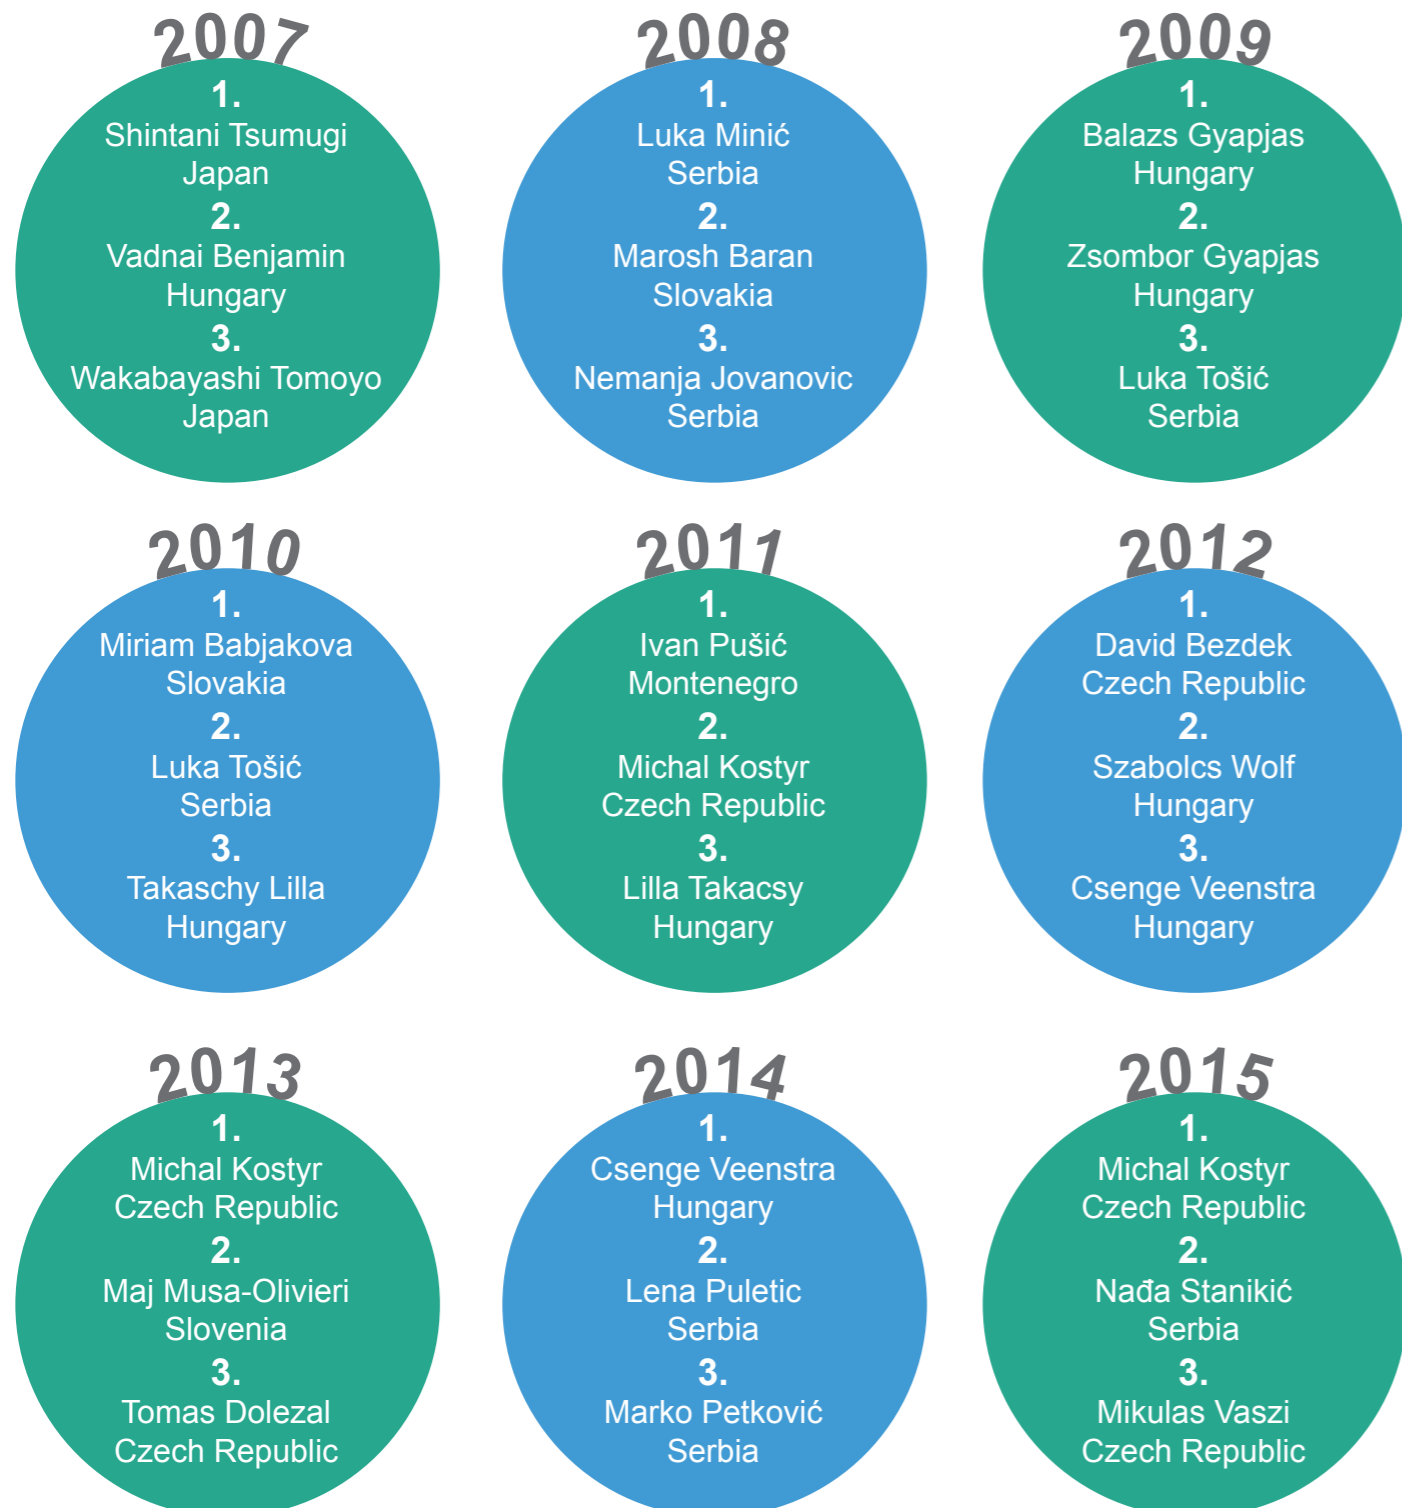 2007
1.
Shintani Tsumugi
Japan
2.
Vadnai Benjamin
Hungary
3.
Wakabayashi Tomoyo
Japan
2008
1.
Luka Minić
Serbia
2.
Marosh Baran
Slovakia
3.
Nemanja Jovanovic
Serbia
2009
1.
Balazs Gyapjas
Hungary
2.
Zsombor Gyapjas
Hungary
3.
Luka Tošić
Serbia
2010
1.
Miriam Babjakova
Slovakia
2.
Luka Tošić
Serbia
3.
Takaschy Lilla
Hungary
2011
1.
Ivan Pušić
Montenegro
2.
Michal Kostyr
Czech Republic
3.
Lilla Takacsy
Hungary
2012
1.
David Bezdek
Czech Republic
2.
Szabolcs Wolf
Hungary
3.
Csenge Veenstra
Hungary
2013
1.
Michal Kostyr
Czech Republic
2.
Maj Musa-Olivieri
Slovenia
3.
Tomas Dolezal
Czech Republic
2014
1.
Csenge Veenstra
Hungary
2.
Lena Puletic
Serbia
3.
Marko Petković
Serbia
2015
1.
Michal Kostyr
Czech Republic
2.
Nađa Stanikić
Serbia
3.
Mikulas Vaszi
Czech Republic